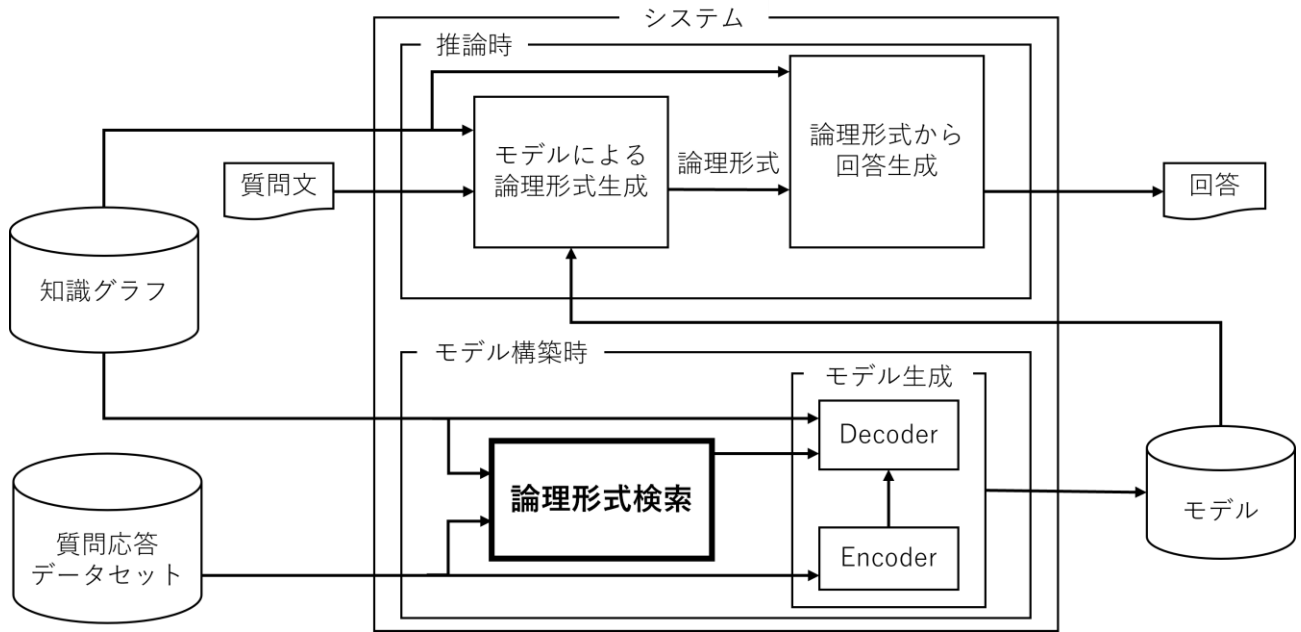 システム
推論時
モデルによる
論理形式生成
論理形式
論理形式から
回答生成
質問文
回答
知識グラフ
モデル構築時
モデル生成
Decoder
論理形式検索
Encoder
質問応答
データセット
モデル